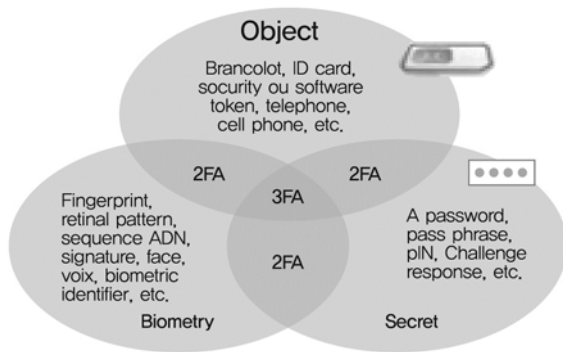 Object
Brancolot, ID card,
socurity ou software
token, telephone,
cell phone, etc.
2FA
2FA
3FA
Fingerprint,
retinal pattern,
sequence ADN,
signature, face,
voix, biometric
identifier, etc.
A password,
pass phrase,
pIN, Challenge
response, etc.
2FA
Biometry
Secret